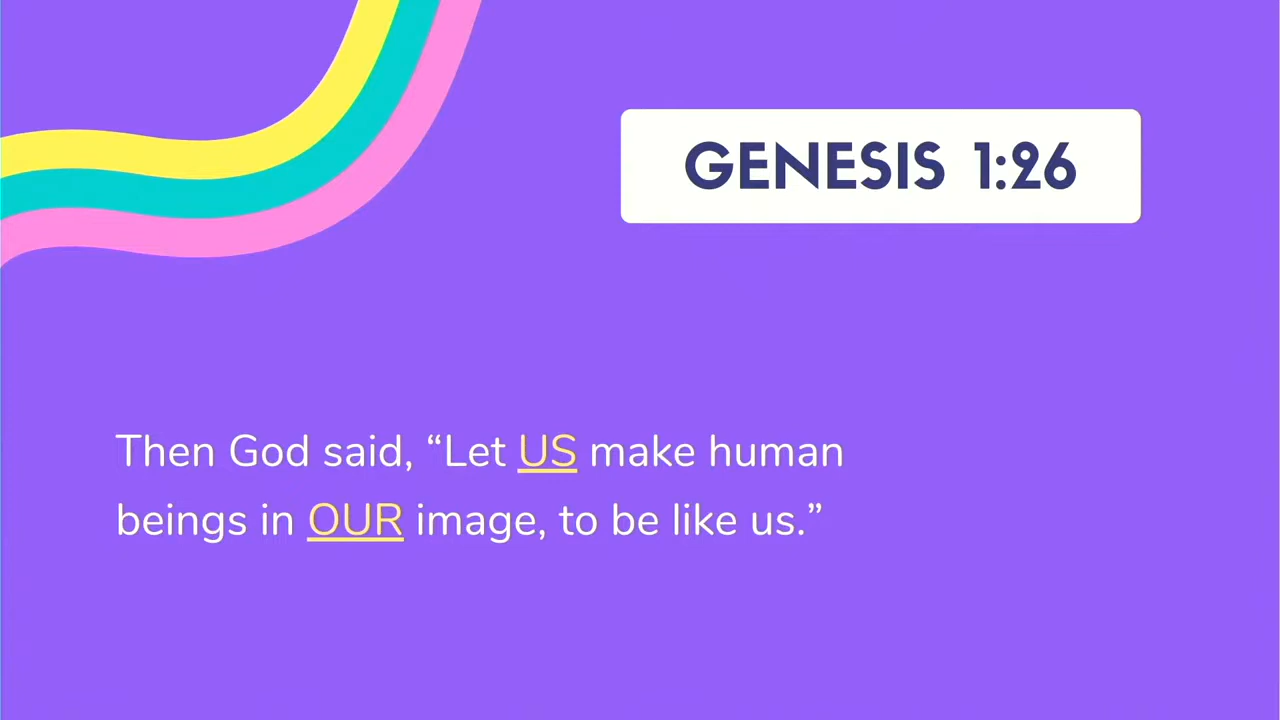 GENESIS 1:26
Then God said, “Let US make human
beings in OUR image, to be like us.”